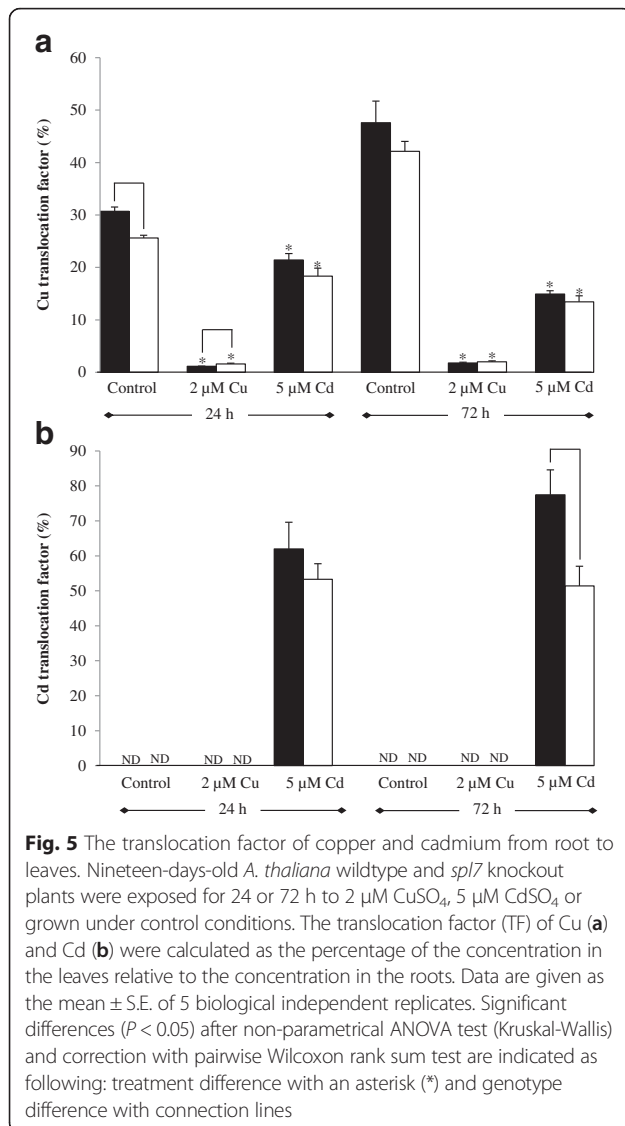 a
60
50
40
30
20
10
0
Cu translocation factor (%)
* * * * * * * *
Control 2 µM Cu 5 µM Cd Control 2 µM Cu 5 µM Cd
24 h 72 h
b
90
80
70
60
50
40
30
20
10
0
Cd translocation factor (%)
ND ND ND ND ND ND ND ND
Control 2 µM Cu 5 µM Cd Control 2 µM Cu 5 µM Cd
24 h 72 h
Fig. 5 The translocation factor of copper and cadmium from root to
leaves. Nineteen-days-old A. thaliana wildtype and spl7 knockout
plants were exposed for 24 or 72 h to 2 µM CuSO₄, 5 µM CdSO₄ or
grown under control conditions. The translocation factor (TF) of Cu (a)
and Cd (b) were calculated as the percentage of the concentration in
the leaves relative to the concentration in the roots. Data are given as
the mean ± S.E. of 5 biological independent replicates. Significant
differences (P < 0.05) after non-parametrical ANOVA test (Kruskal-Wallis)
and correction with pairwise Wilcoxon rank sum test are indicated as
following: treatment difference with an asterisk (*) and genotype
difference with connection lines